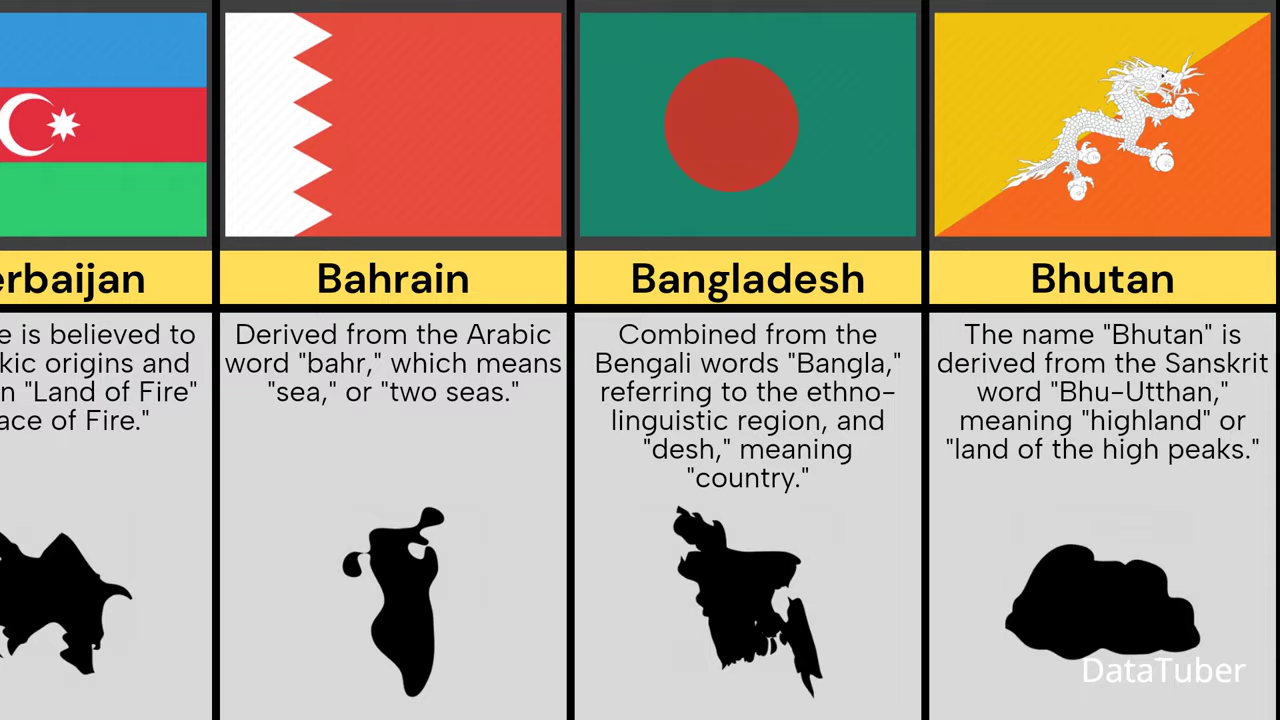 erbaijan
e is believed to
kic origins and
n "Land of Fire"
ace of Fire."
Bahrain
Derived from the Arabic
word "bahr," which means
"sea," or "two seas."
Bangladesh
Combined from the
Bengali words "Bangla,"
referring to the ethno-
linguistic region, and
"desh," meaning
"country."
Bhutan
The name "Bhutan" is
derived from the Sanskrit
word "Bhu-Utthan,"
meaning "highland" or
"land of the high peaks."
DataTuber